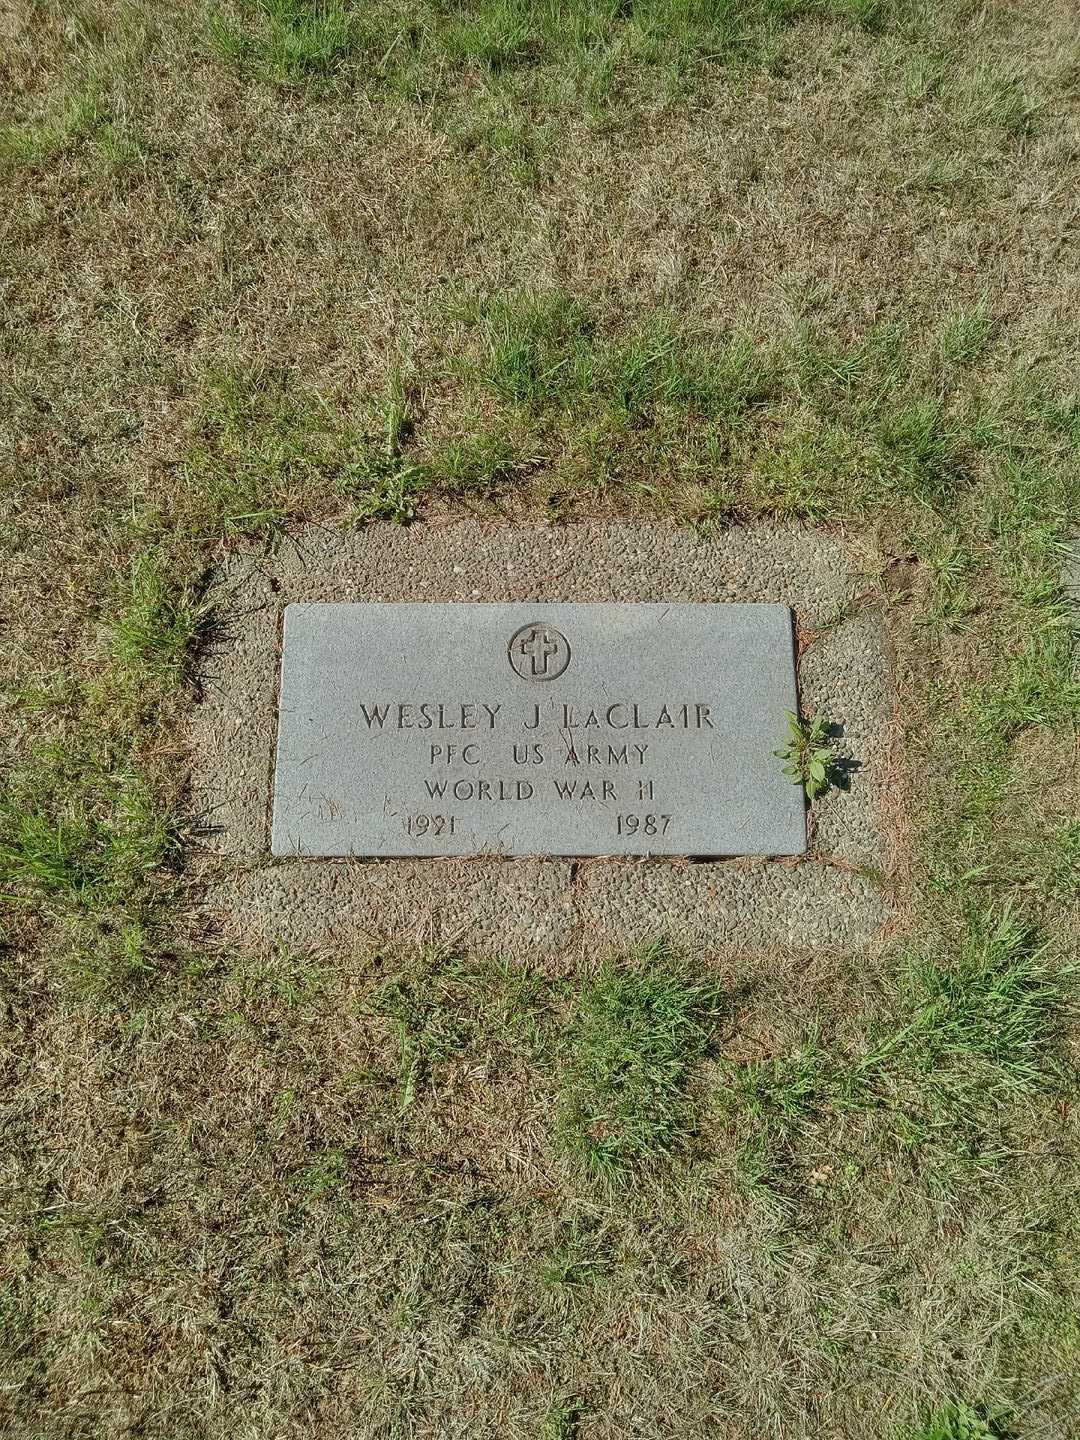 WESLEY J LaCLAIR
PFC US ARMY
WORLD WAR II
1921 1987